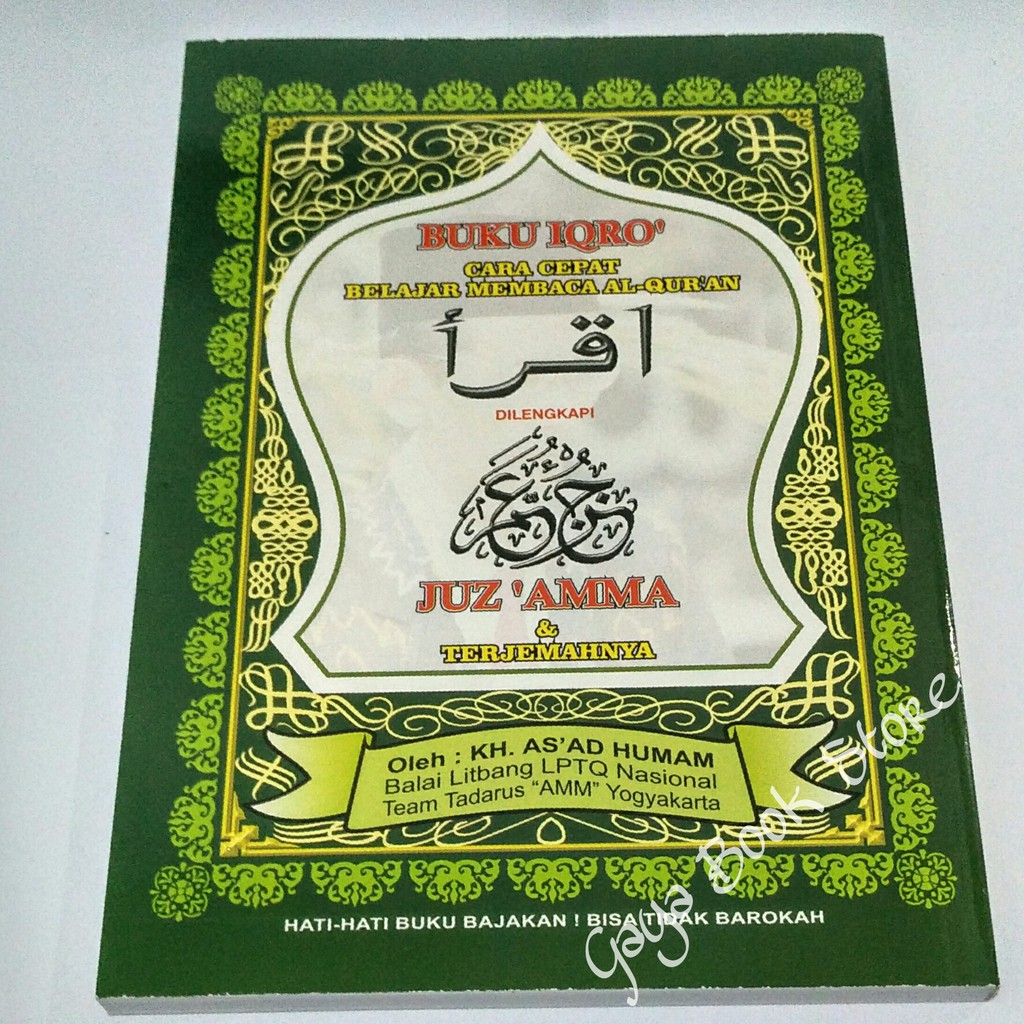 BUKU IQRO'
CARA CEPAT
BELAJAR MEMBACA AL-QUR'AN
اقرأ
DILENGKAPI
جزء عم
JUZ 'AMMA
&
TERJEMAHNYA
Oleh : KH. AS'AD HUMAM
Balai Litbang LPTQ Nasional
Team Tadarus “AMM” Yogyakarta
HATI-HATI BUKU BAJAKAN ! BISA TIDAK BAROKAH
Gaya Book Store